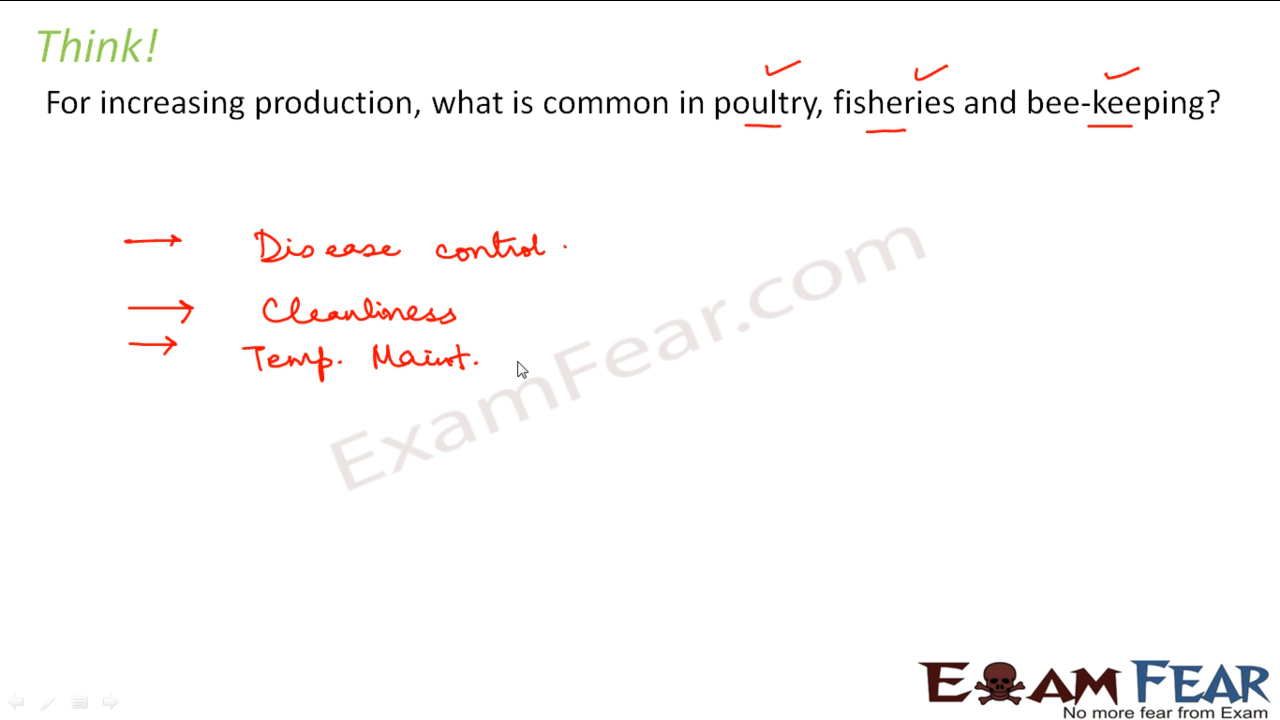 Think!
For increasing production, what is common in poultry, fisheries and bee-keeping?
Disease control.
Cleanliness
Temp. Maint.
ExamFear.com
EXAM FEAR
No more fear from Exam